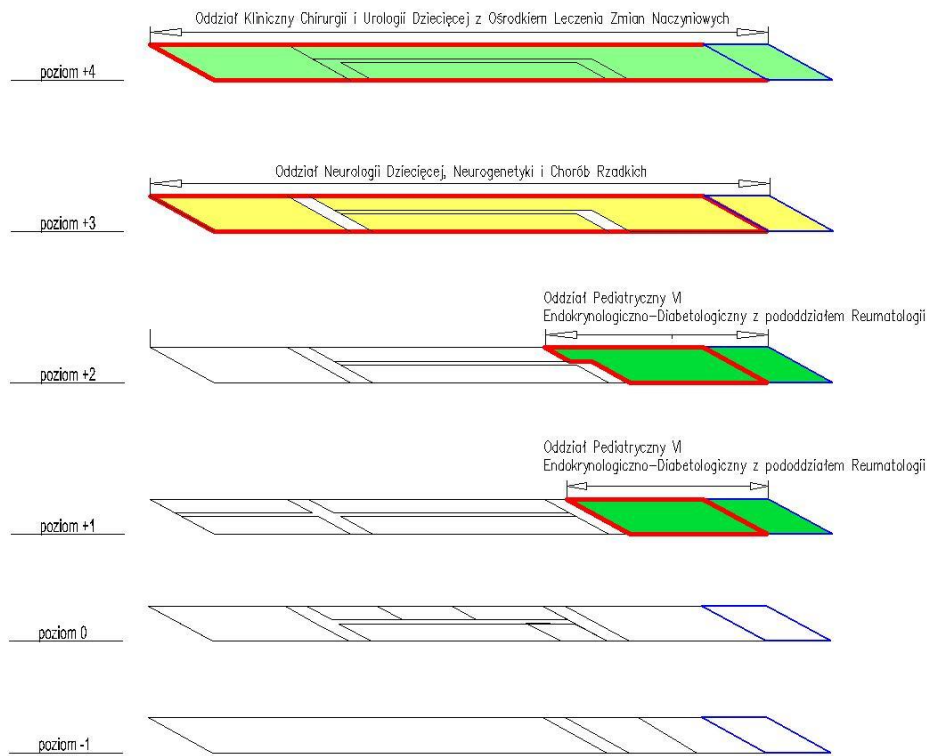 Oddział Kliniczny Chirurgii i Urologii Dziecięcej z Ośrodkiem Leczenia Zmian Naczyniowych
poziom +4
Oddział Neurologii Dziecięcej, Neurogenetyki i Chorób Rzadkich
poziom +3
Oddział Pediatryczny VI
Endokrynologiczno-Diabetologiczny z pododdziałem Reumatologii
poziom +2
Oddział Pediatryczny VI
Endokrynologiczno-Diabetologiczny z pododdziałem Reumatologii
poziom +1
poziom 0
poziom -1